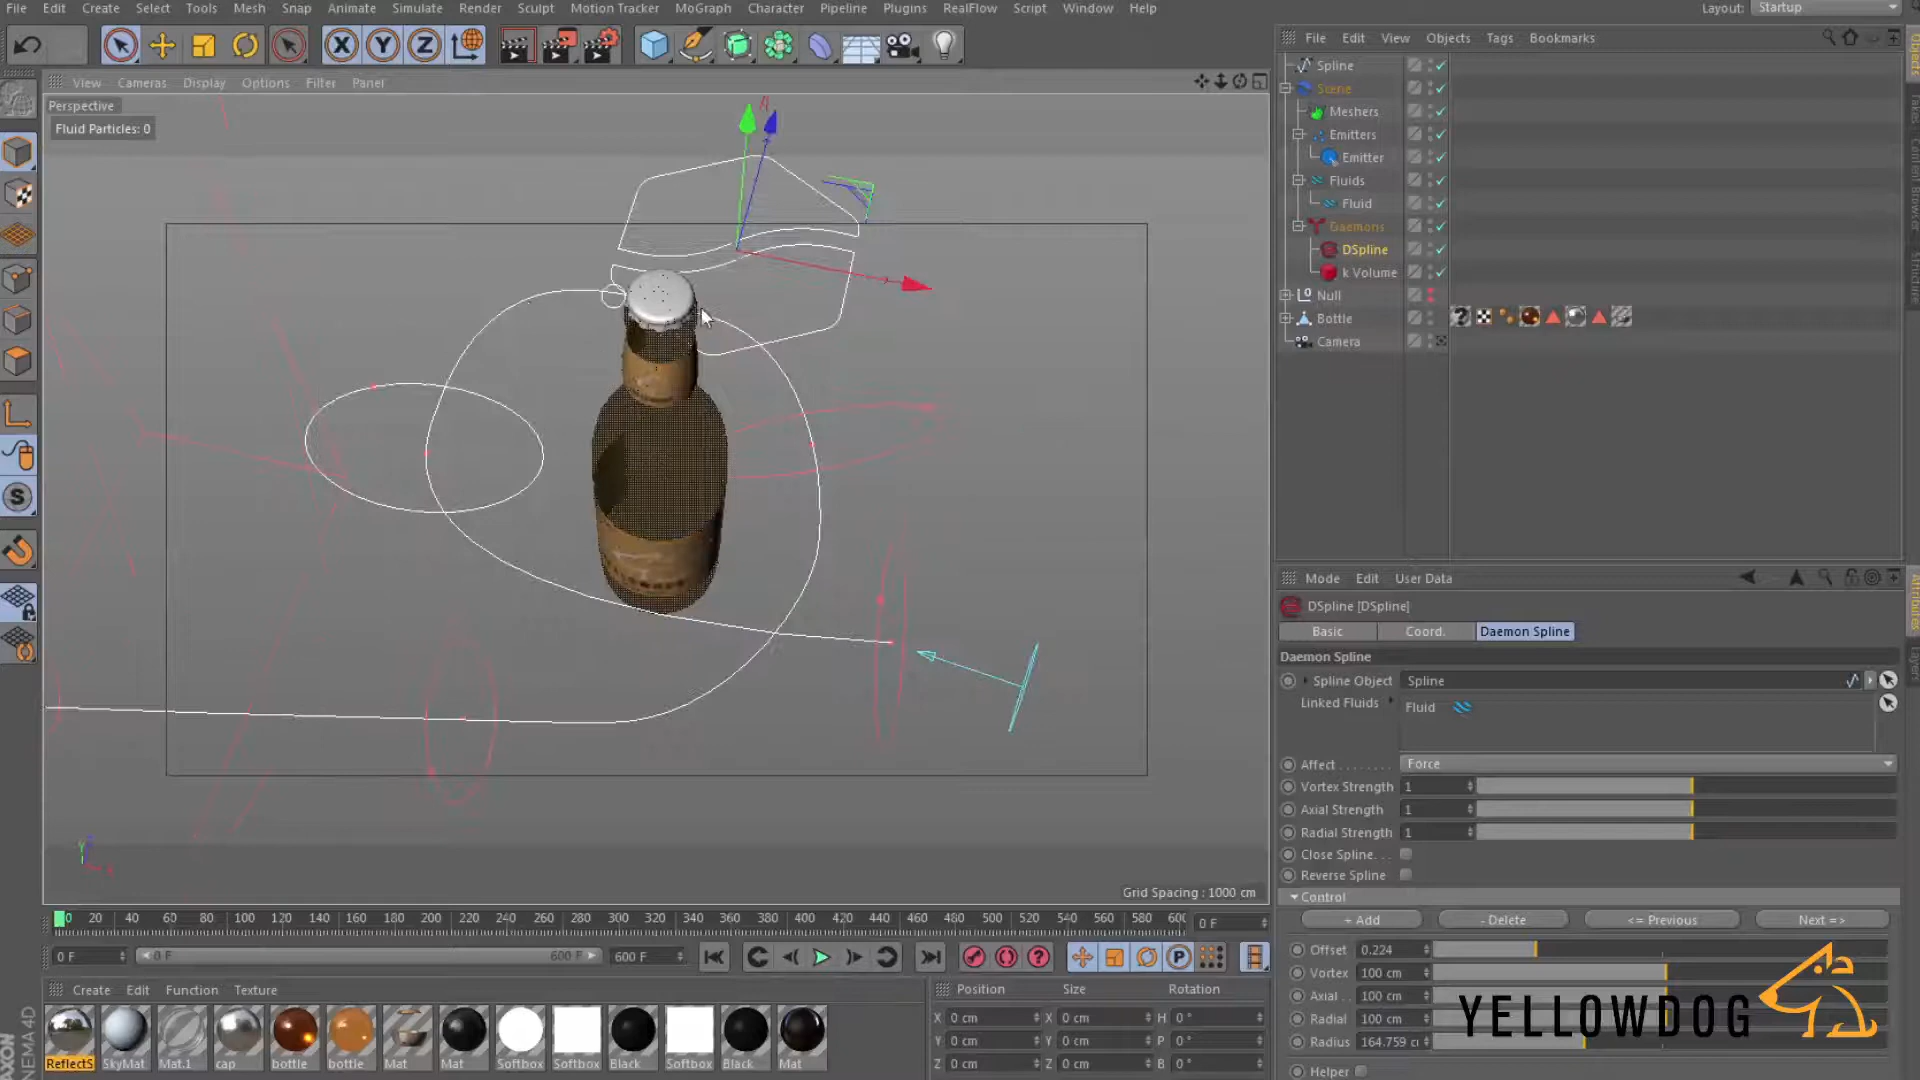 File Edit Create Select Tools Mesh Snap Animate Simulate Render Sculpt Motion Tracker MoGraph Character Pipeline Plugins RealFlow Script Window Help
Layout: Startup
View Cameras Display Options Filter Panel
Perspective
Fluid Particles: 0
Grid Spacing : 1000 cm
0 20 40 60 80 100 120 140 160 180 200 220 240 260 280 300 320 340 360 380 400 420 440 460 480 500 520 540 560 580 600
0 F
0 F 0 F 600 F 600 F
Create Edit Function Texture
ReflectS SkyMat Mat.1 cap bottle bottle Mat Mat Softbox Softbox Black Softbox Black Mat
Position Size Rotation
X 0 cm X 0 cm H 0 °
Y 0 cm Y 0 cm P 0 °
Z 0 cm Z 0 cm B 0 °
File Edit View Objects Tags Bookmarks
Spline
Scene
Meshers
Emitters
Emitter
Fluids
Fluid
Daemons
DSpline
k Volume
Null
Bottle
Camera
Mode Edit User Data
DSpline [DSpline]
Basic Coord. Daemon Spline
Daemon Spline
Spline Object Spline
Linked Fluids Fluid
Affect . . . . . . . . Force
Vortex Strength 1
Axial Strength 1
Radial Strength 1
Close Spline. . .
Reverse Spline
Control
+ Add - Delete <= Previous Next =>
Offset 0.224
Vortex 100 cm
Axial . . 100 cm
Radial 100 cm
Radius 164.759 c
Helper
YELLOWDOG
Objects
Takes
Content Browser
Structure
Attributes
Layers